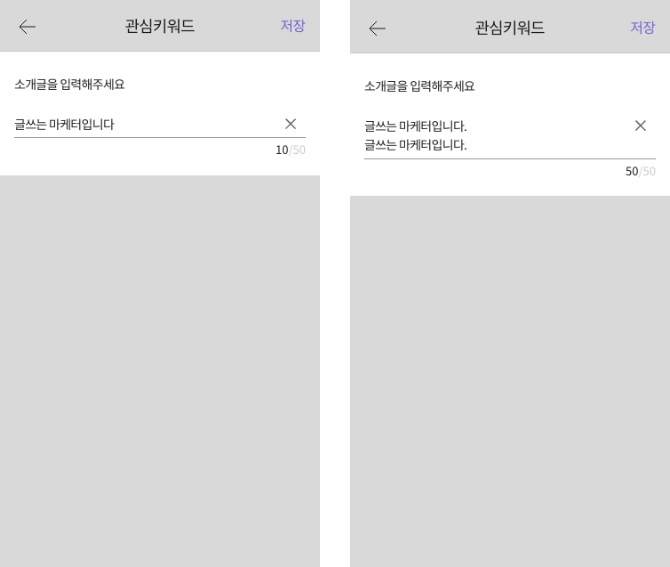 관심키워드 저장
소개글을 입력해주세요
글쓰는 마케터입니다
10/50
관심키워드 저장
소개글을 입력해주세요
글쓰는 마케터입니다.
글쓰는 마케터입니다.
50/50